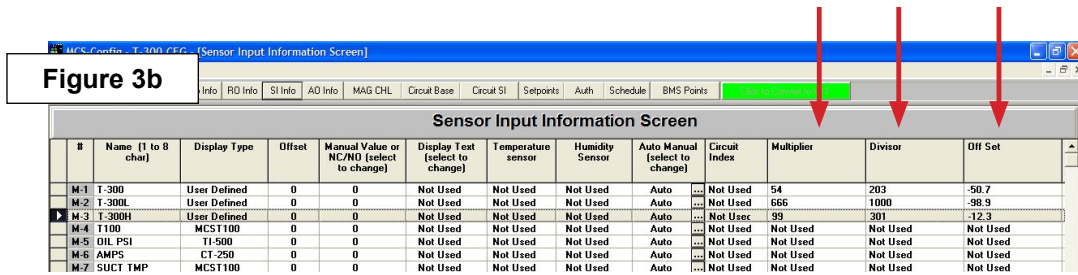 MCS-Config - T-300 CFG - [Sensor Input Information Screen]
Figure 3b
Info RO Info SI Info AO Info MAG CHL Circuit Base Circuit SI Setpoints Auth Schedule BMS Points
Sensor Input Information Screen
# Name (1 to 8 char) Display Type Offset Manual Value or NC/NO (select to change) Display Text (select to change) Temperature sensor Humidity Sensor Auto Manual (select to change) Circuit Index Multiplier Divisor Off Set
M-1 T-300 User Defined 0 0 Not Used Not Used Not Used Auto ... Not Used 54 203 -50.7
M-2 T-300L User Defined 0 0 Not Used Not Used Not Used Auto ... Not Used 666 1000 -98.9
M-3 T-300H User Defined 0 0 Not Used Not Used Not Used Auto ... Not Usec 99 301 -12.3
M-4 T100 MCST100 0 0 Not Used Not Used Not Used Auto ... Not Used Not Used Not Used Not Used
M-5 OIL PSI TI-500 0 0 Not Used Not Used Not Used Auto ... Not Used Not Used Not Used Not Used
M-6 AMPS CT-250 0 0 Not Used Not Used Not Used Auto ... Not Used Not Used Not Used Not Used
M-7 SUCT TMP MCST100 0 0 Not Used Not Used Not Used Auto ... Not Used Not Used Not Used Not Used